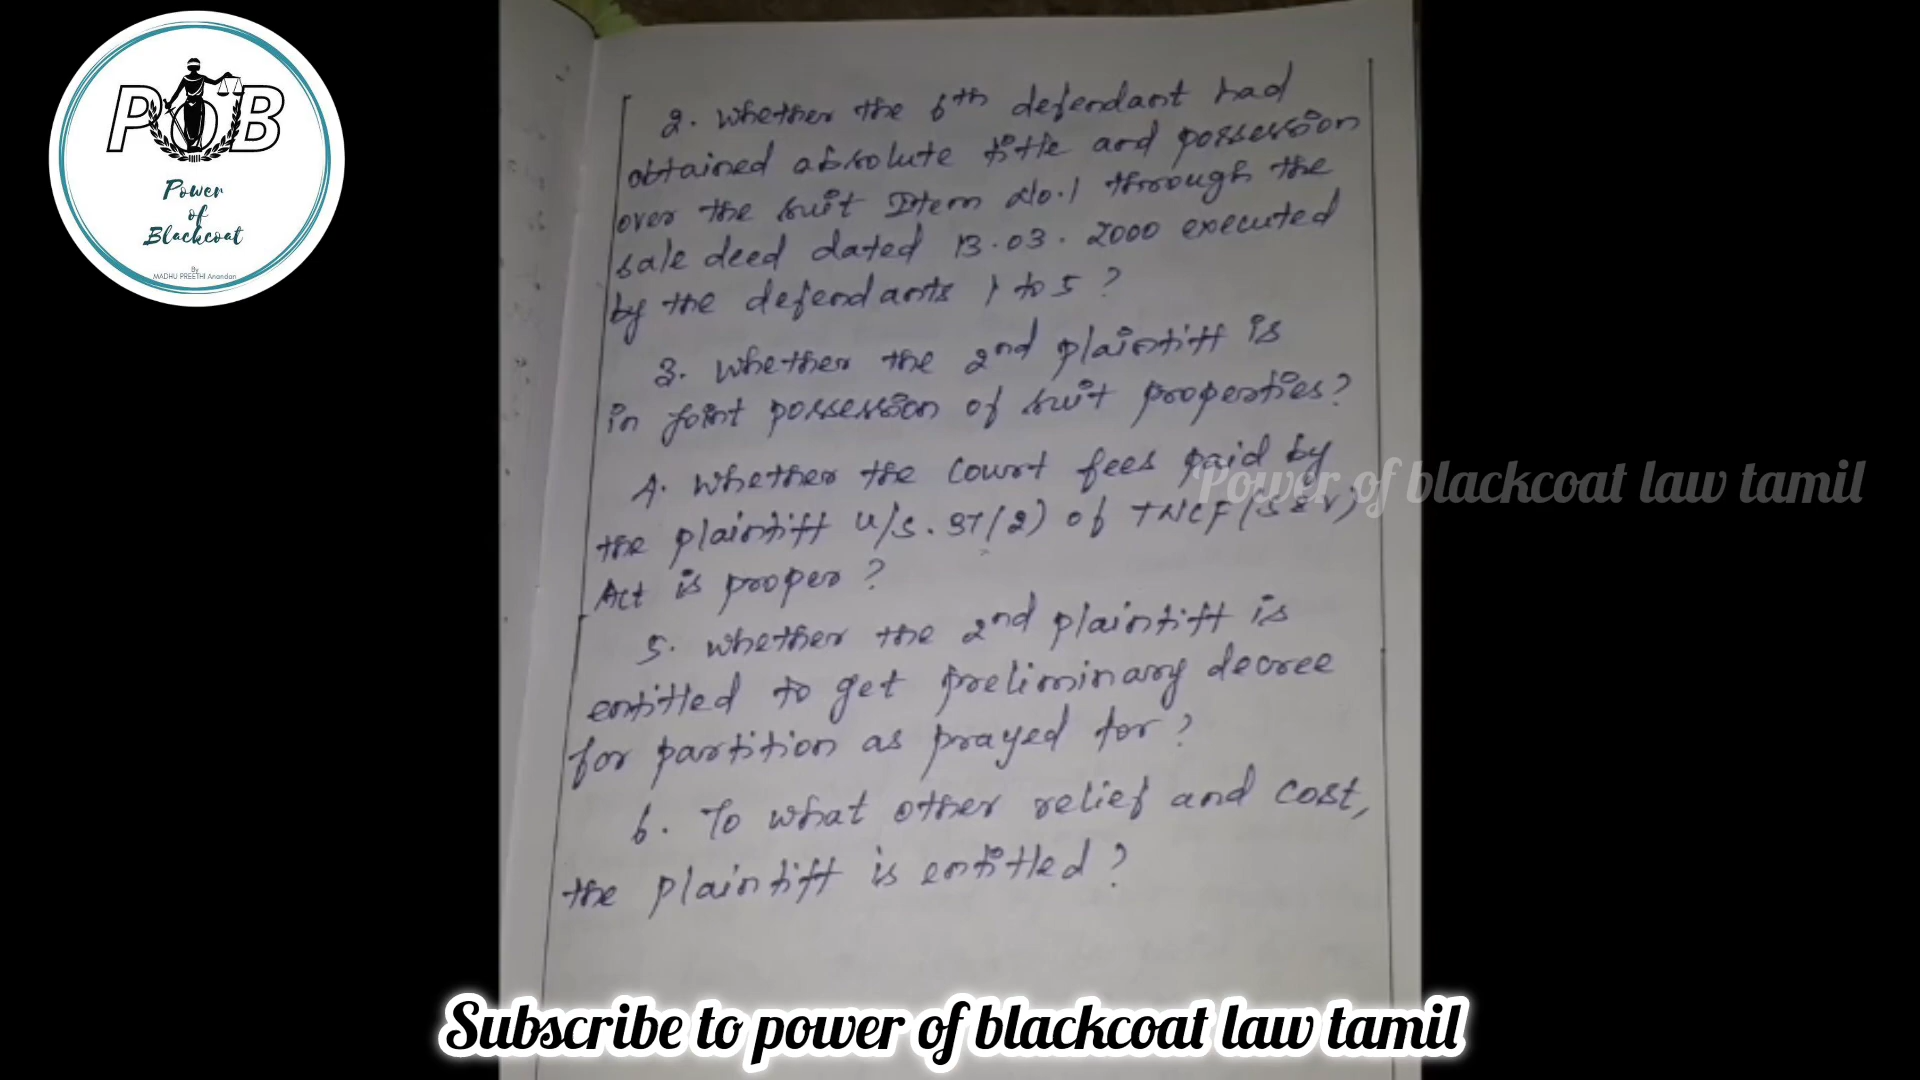 POB
Power
of
Blackcoat
By
MADHU PREETHI Anandan
2. Whether the 6th defendant had
obtained absolute title and possession
over the suit Item No.1 through the
sale deed dated 13.03.2000 executed
by the defendants 1 to 5?
3. Whether the 2nd plaintiff is
in joint possession of suit properties?
4. Whether the Court fees paid by
the plaintiff U/S. 37(2) of TNCF (S & V)
Act is proper?
5. Whether the 2nd plaintiff is
entitled to get preliminary decree
for partition as prayed for?
6. To what other relief and cost,
the plaintiff is entitled?
Power of blackcoat law tamil
Subscribe to power of blackcoat law tamil